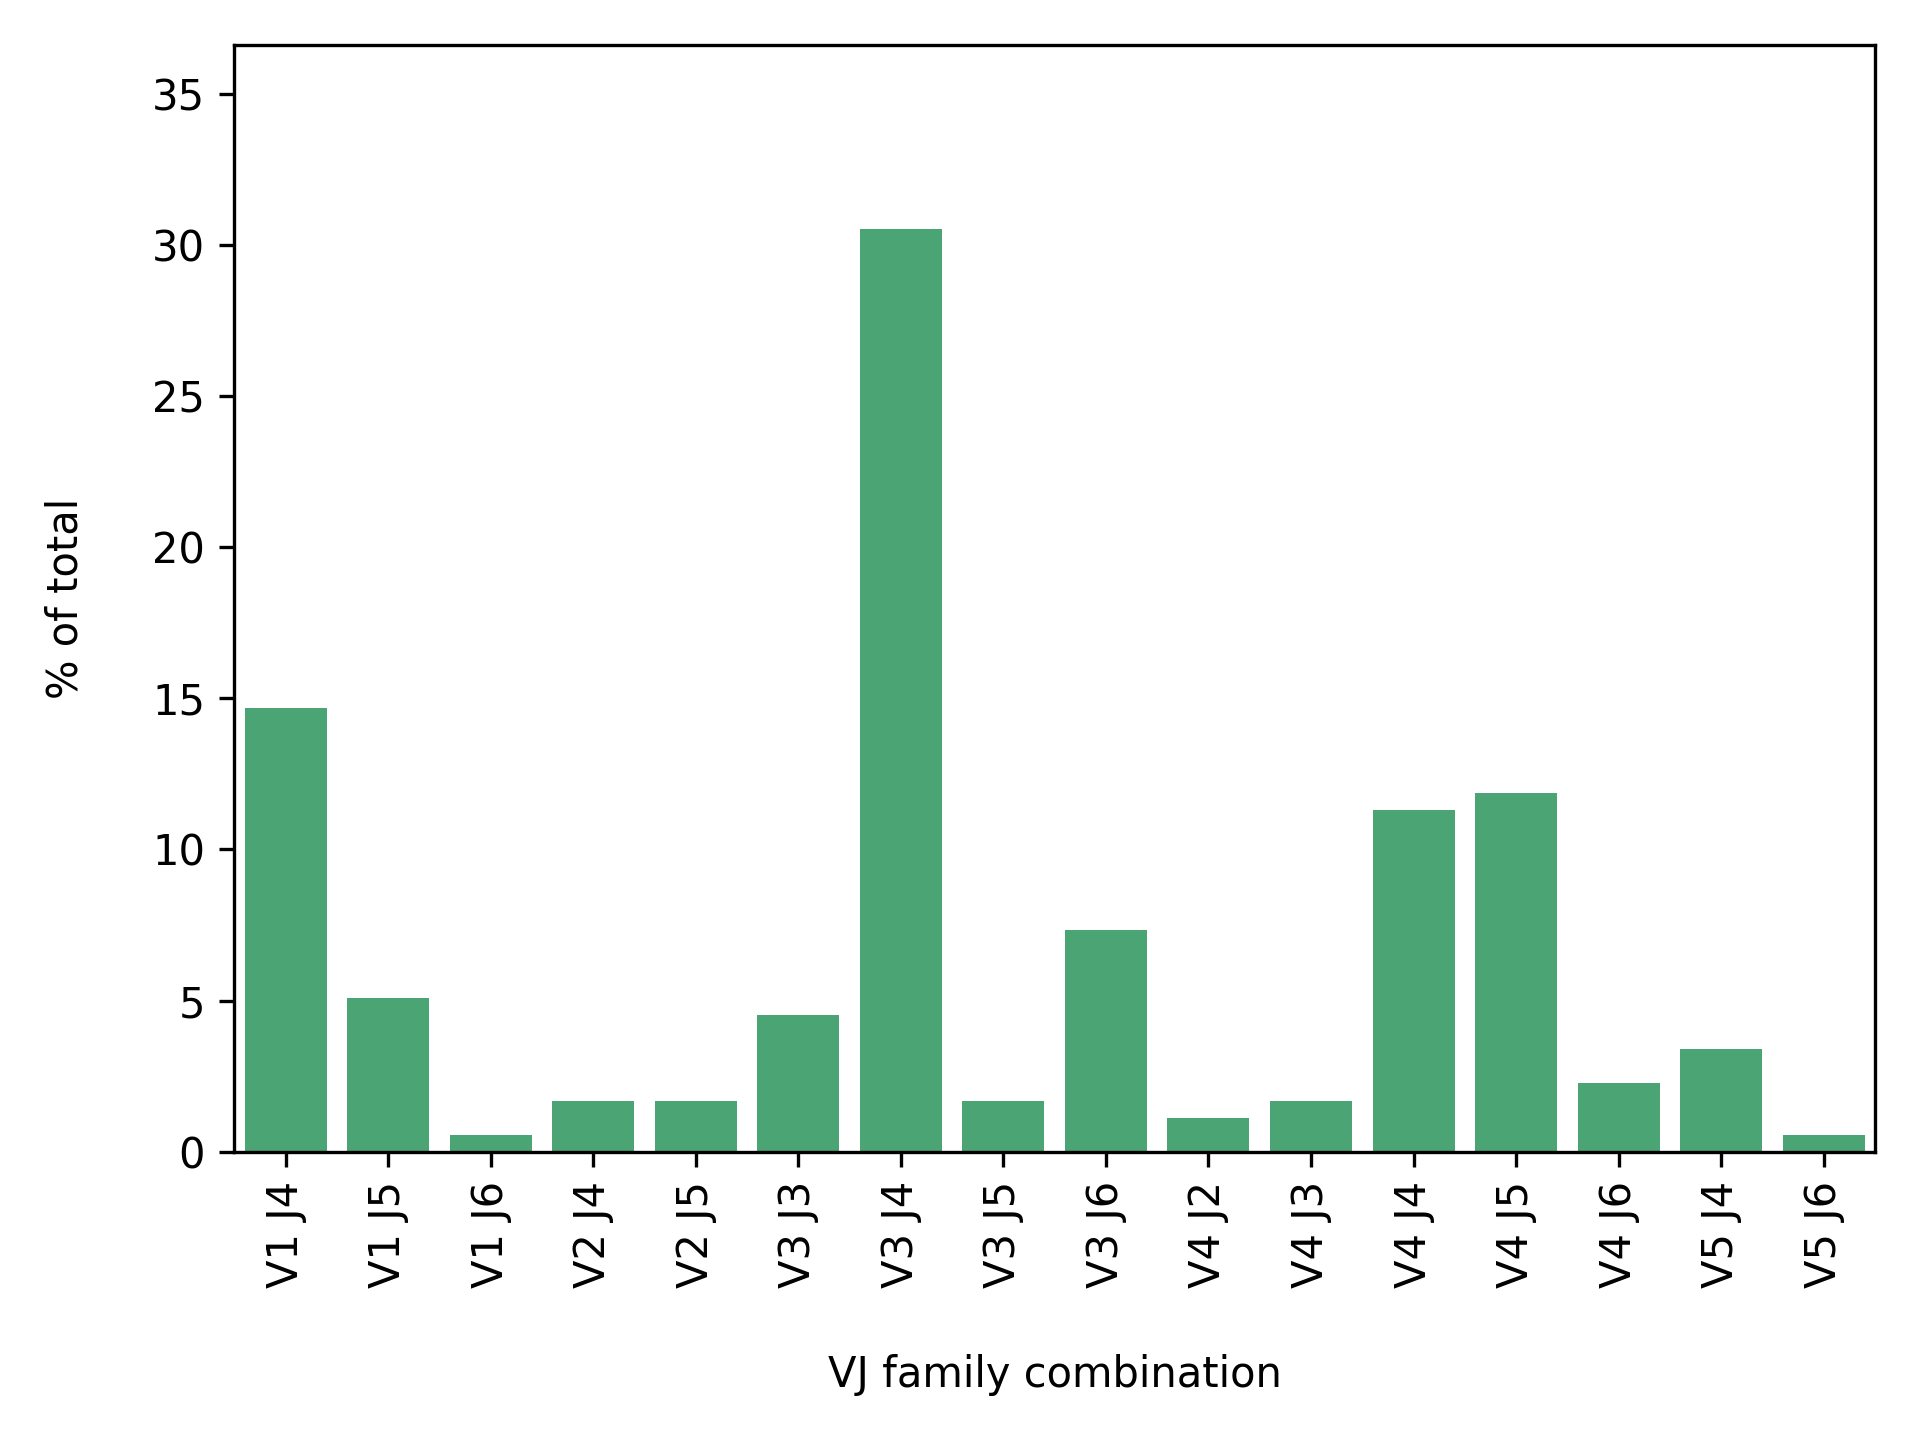 35
30
25
20
15
10
5
0
% of total
V1 J4
V1 J5
V1 J6
V2 J4
V2 J5
V3 J3
V3 J4
V3 J5
V3 J6
V4 J2
V4 J3
V4 J4
V4 J5
V4 J6
V5 J4
V5 J6
VJ family combination